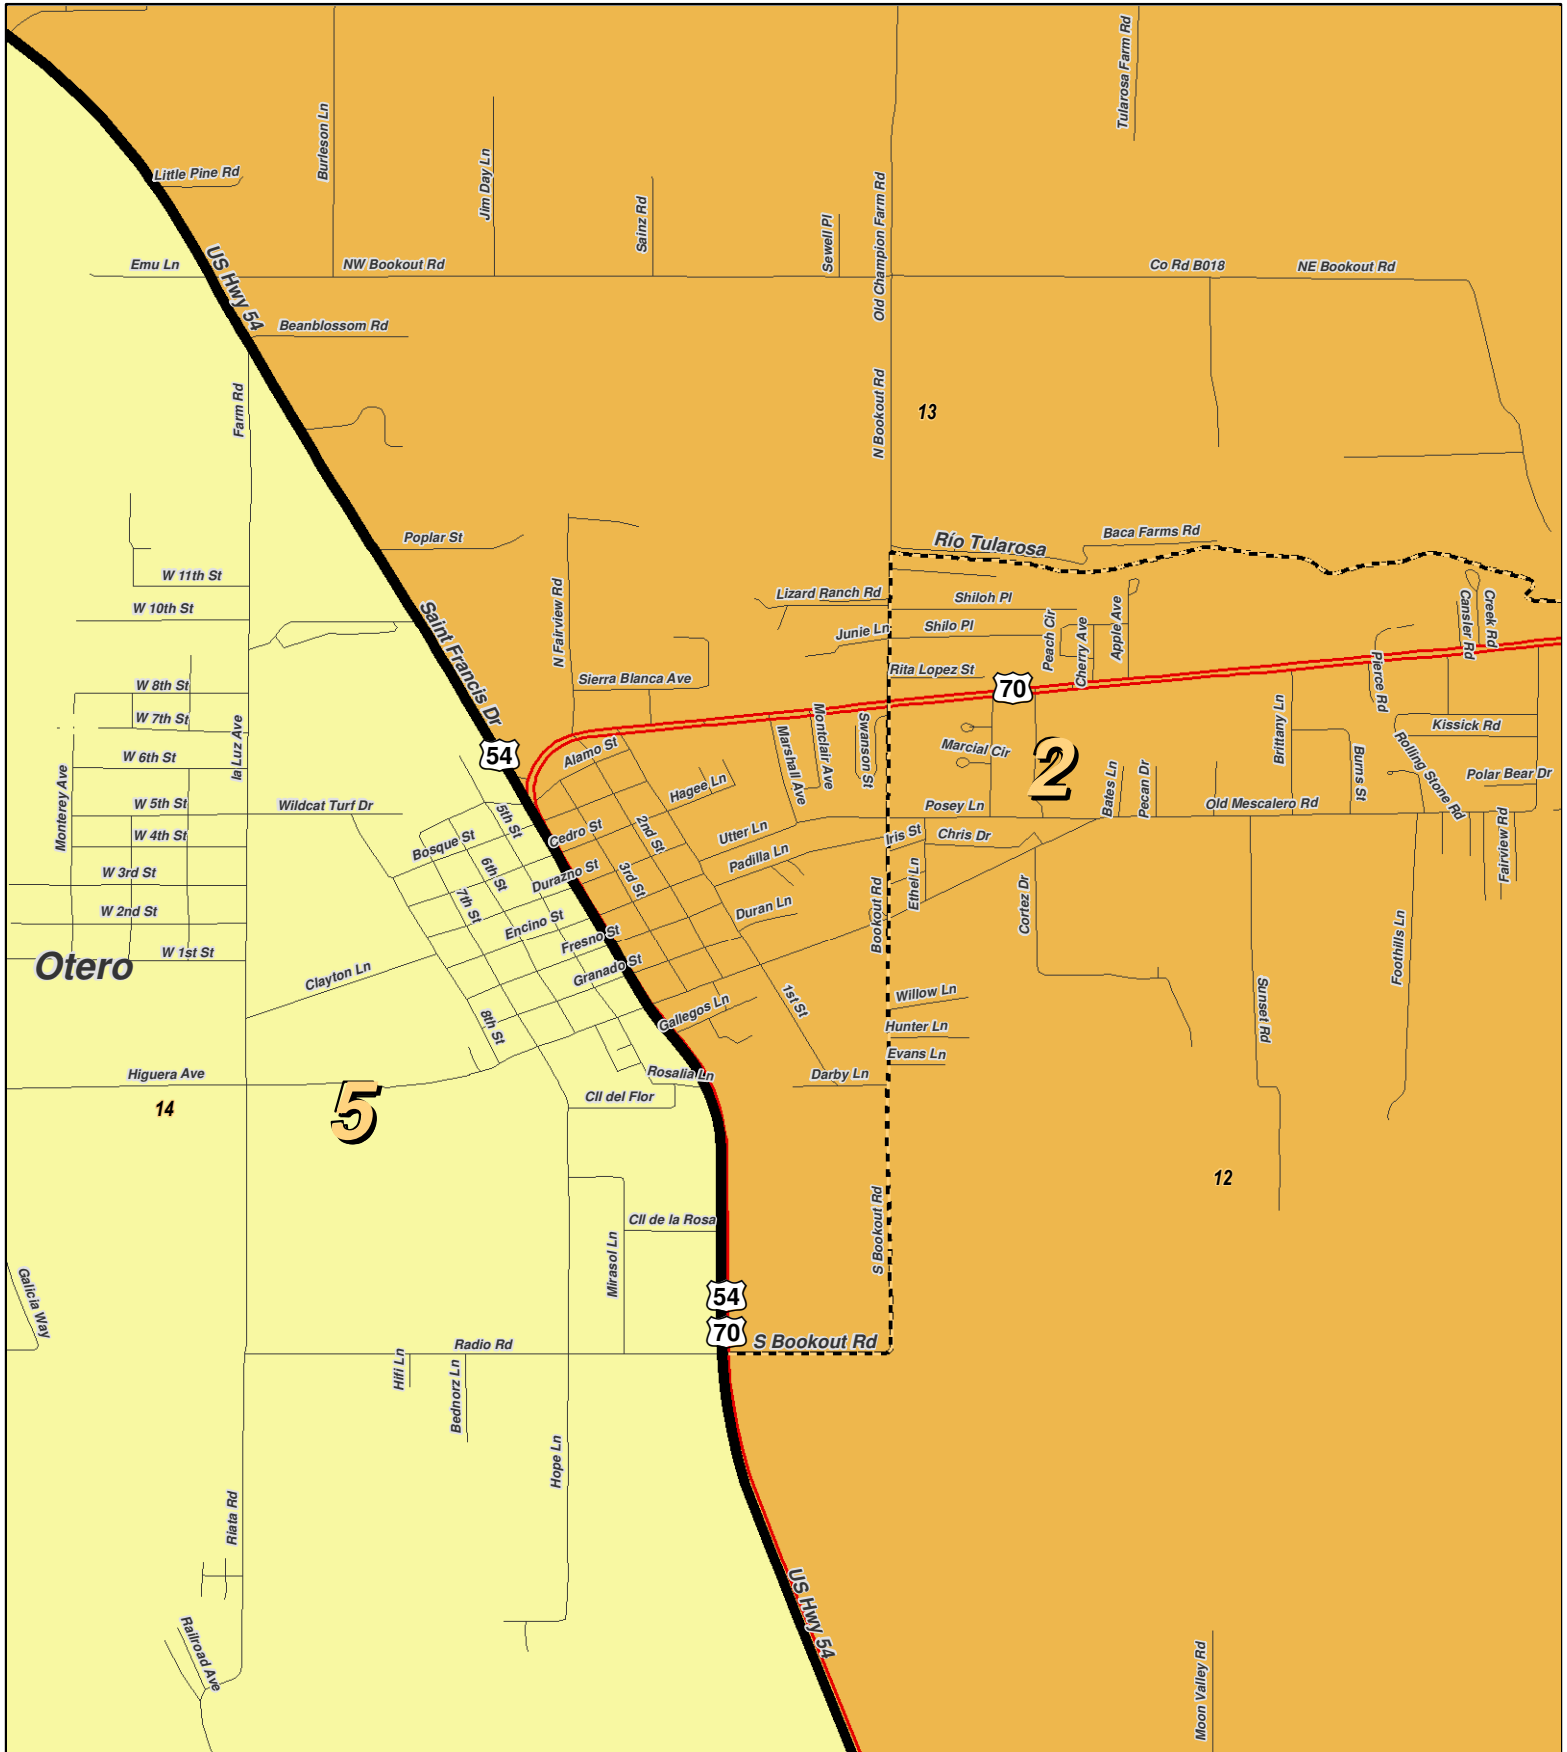 Tularosa Farm Rd
Burleson Ln
Jim Day Ln
Little Pine Rd
Sainz Rd
Sewell Pl
Old Champion Farm Rd
Emu Ln
US Hwy 54
NW Bookout Rd
Co Rd B018
NE Bookout Rd
Beanblossom Rd
Farm Rd
N Bookout Rd
13
Poplar St
Río Tularosa
Baca Farms Rd
W 11th St
W 10th St
Saint Francis Dr
N Fairview Rd
Lizard Ranch Rd
Shiloh Pl
Junie Ln
Shilo Pl
Peach Cir
Cherry Ave
Apple Ave
Cansler Rd
Creek Rd
Rita Lopez St
Pierce Rd
W 8th St
Sierra Blanca Ave
70
W 7th St
la Luz Ave
Marshall Ave
Montclair Ave
Swanson St
Brittany Ln
Kissick Rd
54
Alamo St
Marcial Cir
2
W 6th St
Monterey Ave
Hagee Ln
Bates Ln
Pecan Dr
Burns St
Rolling Stone Rd
Polar Bear Dr
W 5th St
Wildcat Turf Dr
Posey Ln
Old Mescalero Rd
5th St
Cedro St
2nd St
Utter Ln
Iris St
Chris Dr
W 4th St
Bosque St
Fairview Rd
W 3rd St
6th St
Durazno St
3rd St
Padilla Ln
Ethel Ln
7th St
Bookout Rd
Cortez Dr
W 2nd St
Encino St
Duran Ln
Foothills Ln
W 1st St
Fresno St
Otero
Clayton Ln
Granado St
8th St
Gallegos Ln
1st St
Willow Ln
Sunset Rd
Hunter Ln
Evans Ln
Higuera Ave
Rosalia Ln
Darby Ln
14
5
Cll del Flor
12
Cll de la Rosa
Mirasol Ln
S Bookout Rd
Galicia Way
54
70
S Bookout Rd
Radio Rd
Hifi Ln
Bednorz Ln
Hope Ln
Riata Rd
US Hwy 54
Railroad Ave
Moon Valley Rd